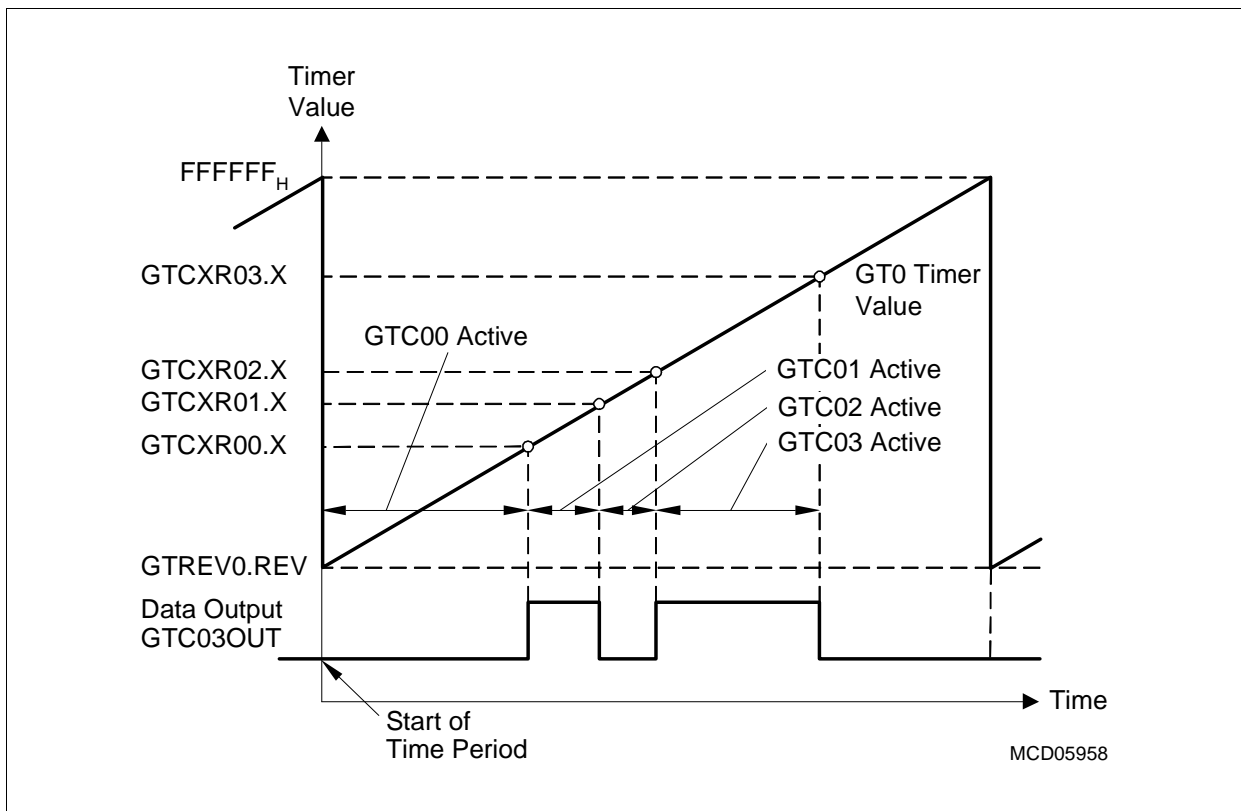 Timer
Value
FFFFFF_H
GTCXR03.X
GT0 Timer
Value
GTC00 Active
GTCXR02.X
GTC01 Active
GTCXR01.X
GTC02 Active
GTCXR00.X
GTC03 Active
GTREV0.REV
Data Output
GTC03OUT
Time
Start of
Time Period
MCD05958